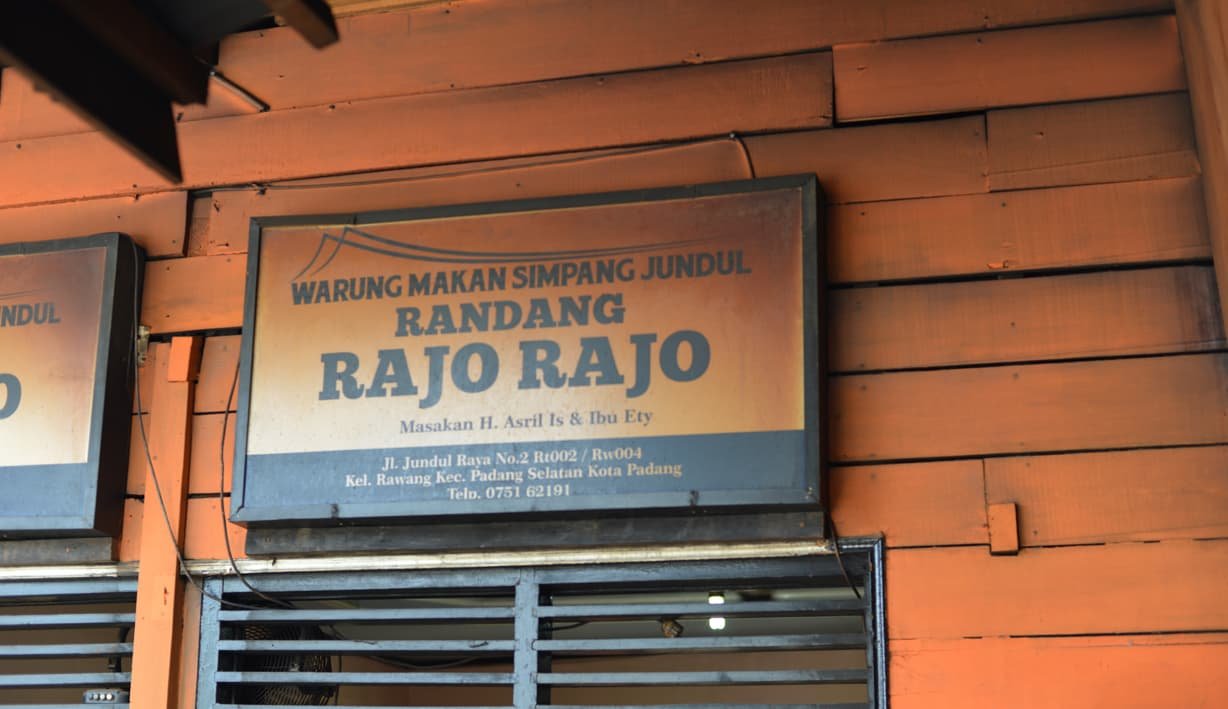 NDUL
O
WARUNG MAKAN SIMPANG JUNDUL
RANDANG
RAJO RAJO
Masakan H. Asril Is & Ibu Ety
Jl. Jundul Raya No.2 Rt002 / Rw004
Kel. Rawang Kec. Padang Selatan Kota Padang
Telp. 0751 62191